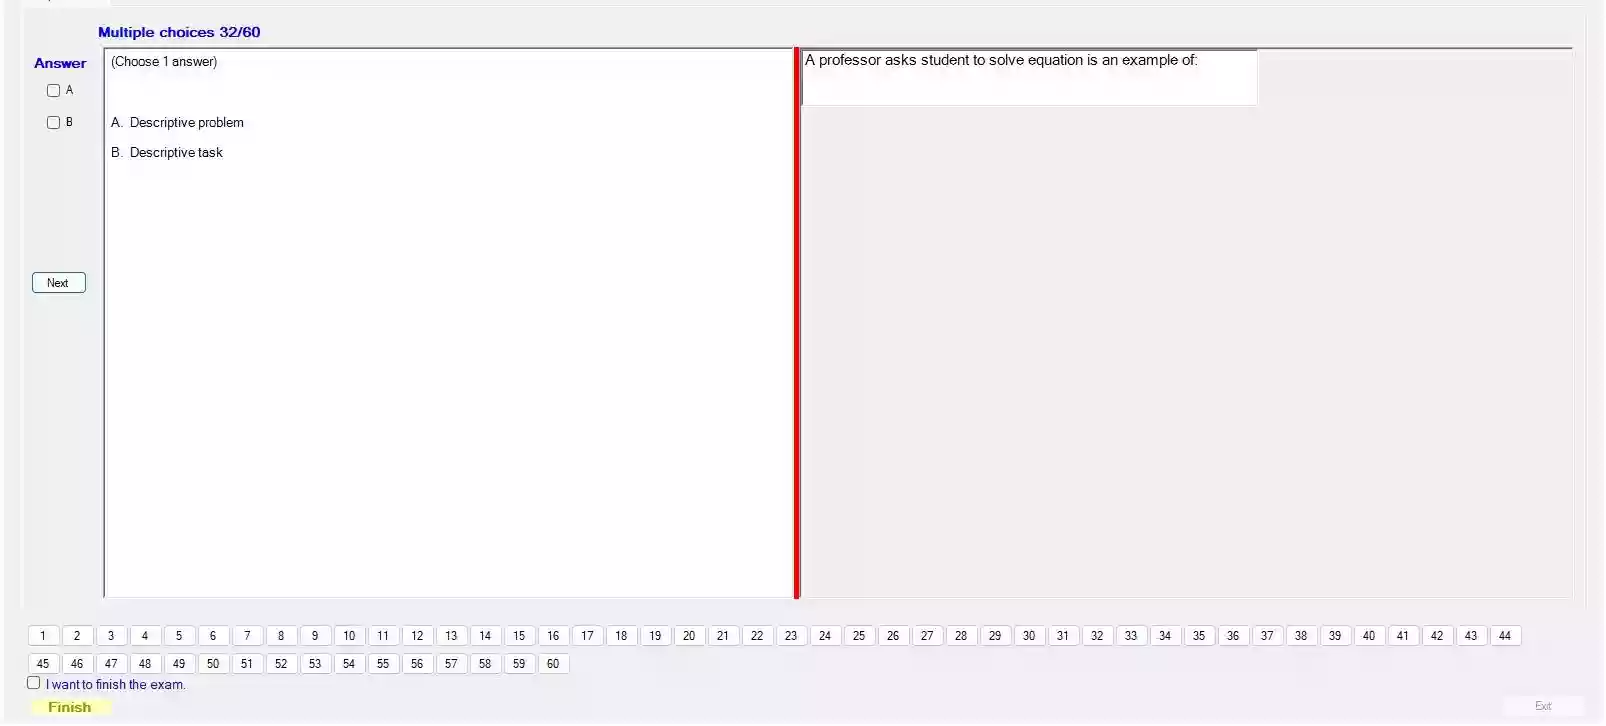 Multiple choices 32/60
Answer
A
B
Next
(Choose 1 answer)
A. Descriptive problem
B. Descriptive task
A professor asks student to solve equation is an example of:
1 2 3 4 5 6 7 8 9 10 11 12 13 14 15 16 17 18 19 20 21 22 23 24 25 26 27 28 29 30 31 32 33 34 35 36 37 38 39 40 41 42 43 44
45 46 47 48 49 50 51 52 53 54 55 56 57 58 59 60
I want to finish the exam.
Finish
Exit